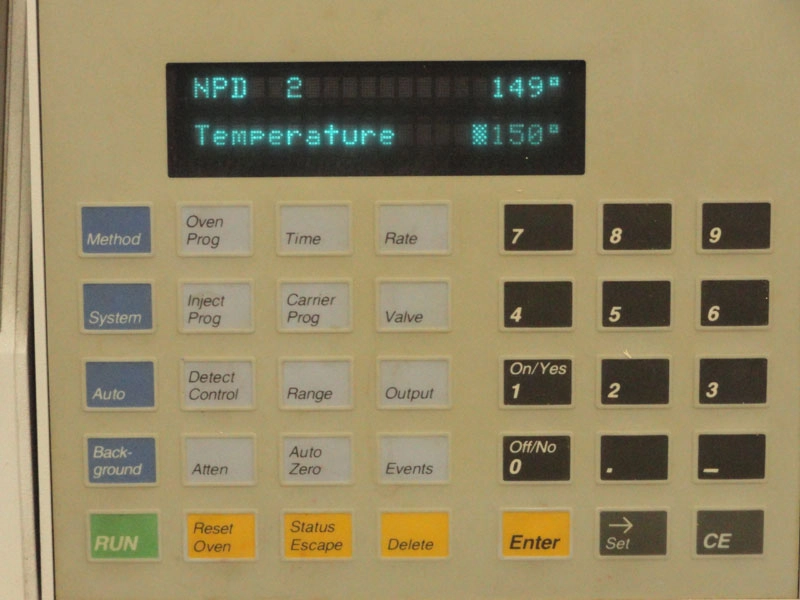 NPD 2 149°
Temperature 150°
Method
Oven
Prog
Time
Rate
7
8
9
System
Inject
Prog
Carrier
Prog
Valve
4
5
6
Auto
Detect
Control
Range
Output
On/Yes
1
2
3
Back-
ground
Atten
Auto
Zero
Events
Off/No
0
.
–
RUN
Reset
Oven
Status
Escape
Delete
Enter
→
Set
CE